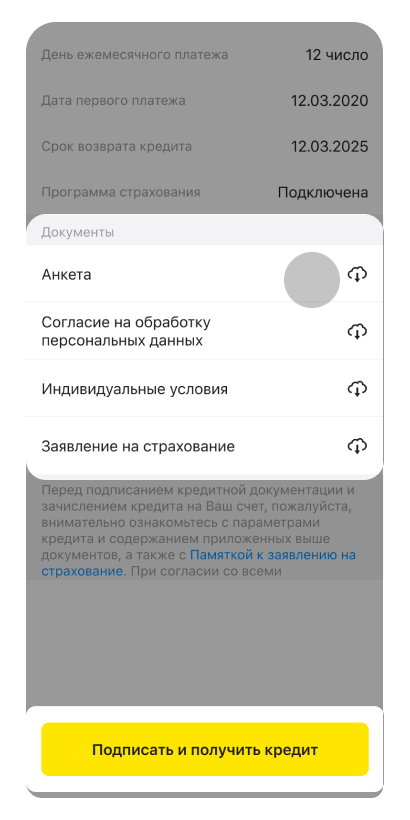 День ежемесячного платежа 12 число
Дата первого платежа 12.03.2020
Срок возврата кредита 12.03.2025
Программа страхования Подключена
Документы
Анкета
Согласие на обработку
персональных данных
Индивидуальные условия
Заявление на страхование
Перед подписанием кредитной документации и
зачислением кредита на Ваш счет, пожалуйста,
внимательно ознакомьтесь с параметрами
кредита и содержанием приложенных выше
документов, а также с Памяткой к заявлению на
страхование. При согласии со всеми
Подписать и получить кредит